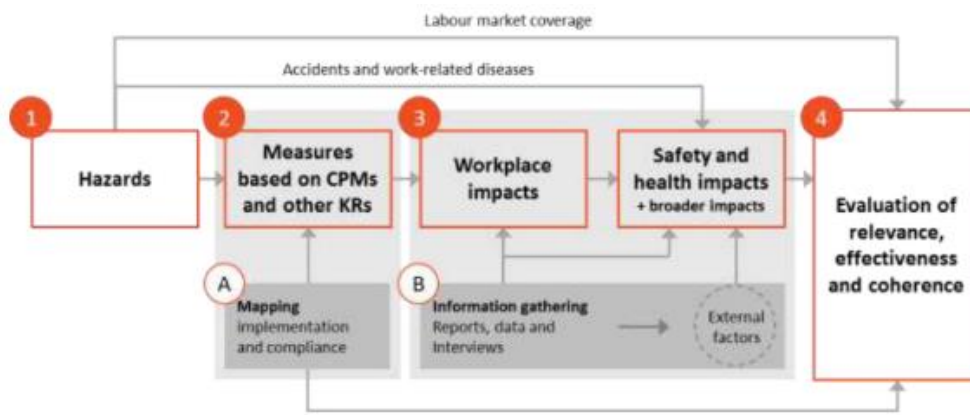 Labour market coverage
Accidents and work-related diseases
1
Hazards
2
Measures
based on CPMs
and other KRs
3
Workplace
impacts
Safety and
health impacts
+ broader impacts
4
Evaluation of
relevance,
effectiveness
and coherence
A
Mapping
implementation
and compliance
B
Information gathering
Reports, data and
Interviews
External
factors